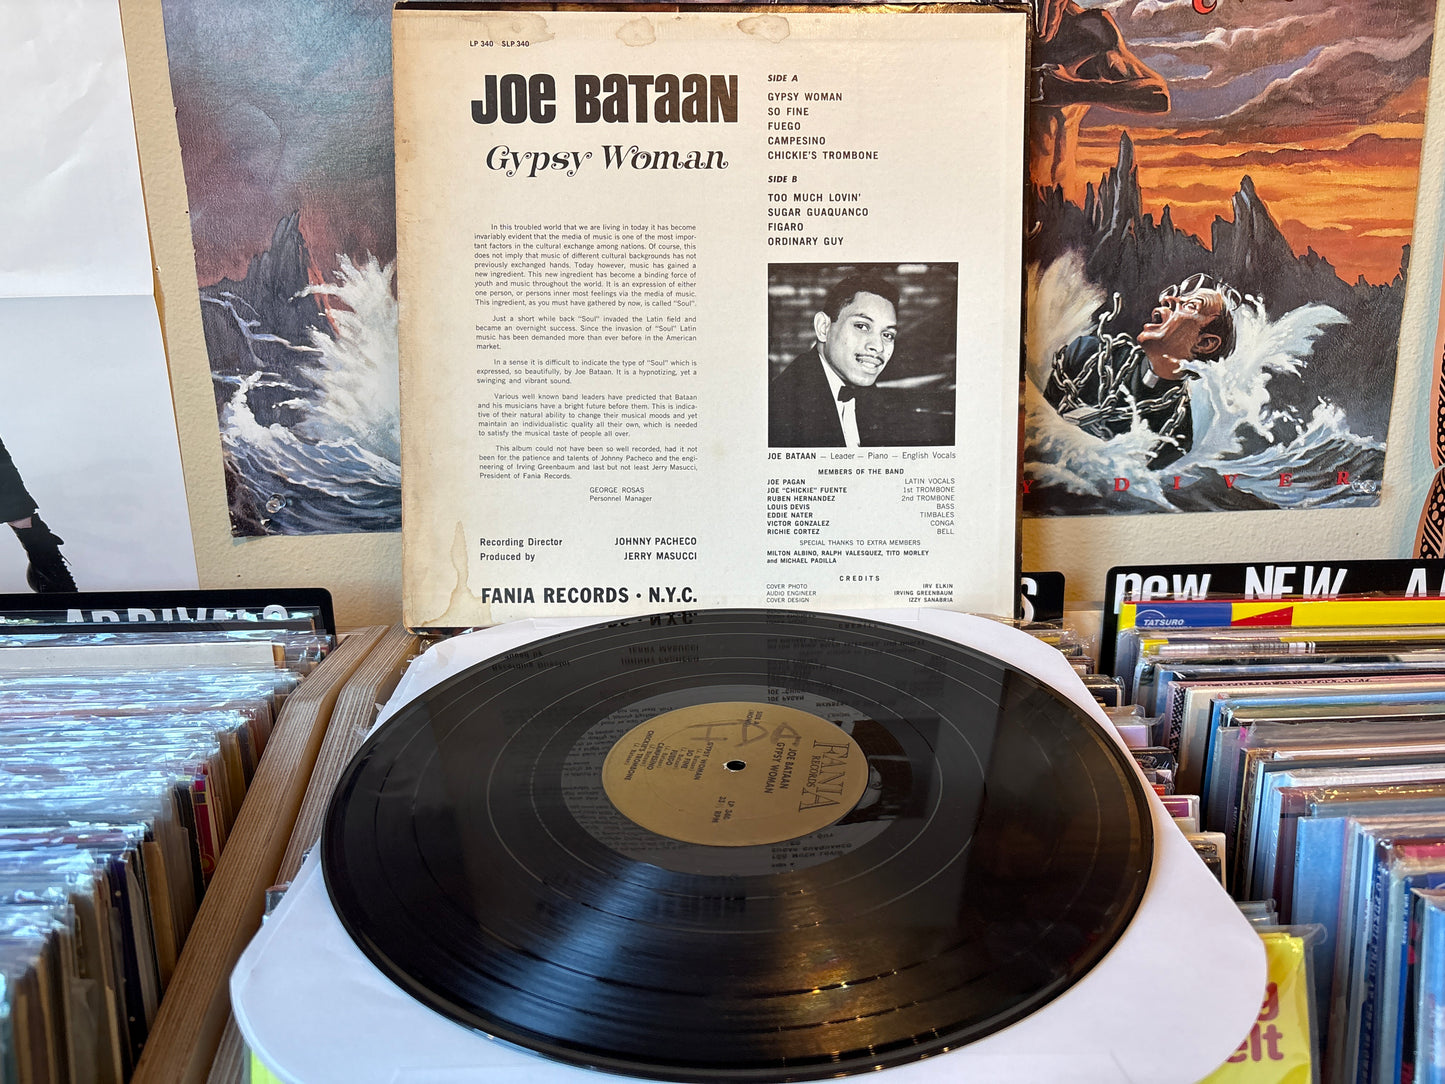 LP 340 SLP 340
JOE BATAAN
Gypsy Woman
In this troubled world that we are living in today it has become
invariably evident that the media of music is one of the most impor-
tant factors in the cultural exchange among nations. Of course, this
does not imply that music of different cultural backgrounds has not
previously exchanged hands. Today however, music has gained a
new ingredient. This new ingredient has become a binding force of
youth and music throughout the world. It is an expression of either
one person, or persons inner most feelings via the media of music.
This ingredient, as you must have gathered by now, is called "Soul".
Just a short while back "Soul" invaded the Latin field and
became an overnight success. Since the invasion of "Soul" Latin
music has been demanded more than ever before in the American
market.
In a sense it is difficult to indicate the type of "Soul" which is
expressed, so beautifully, by Joe Bataan. It is a hypnotizing, yet a
swinging and vibrant sound.
Various well known band leaders have predicted that Bataan
and his musicians have a bright future before them. This is indica-
tive of their natural ability to change their musical moods and yet
maintain an individualistic quality all their own, which is needed
to satisfy the musical taste of people all over.
This album could not have been so well recorded, had it not
been for the patience and talents of Johnny Pacheco and the engi-
neering of Irving Greenbaum and last but not least Jerry Masucci,
President of Fania Records.
GEORGE ROSAS
Personnel Manager
Recording Director JOHNNY PACHECO
Produced by JERRY MASUCCI
FANIA RECORDS • N.Y.C.
SIDE A
GYPSY WOMAN
SO FINE
FUEGO
CAMPESINO
CHICKIE'S TROMBONE
SIDE B
TOO MUCH LOVIN'
SUGAR GUAQUANCO
FIGARO
ORDINARY GUY
JOE BATAAN — Leader — Piano — English Vocals
MEMBERS OF THE BAND
JOE PAGAN LATIN VOCALS
JOE "CHICKIE" FUENTE 1st TROMBONE
RUBEN HERNANDEZ 2nd TROMBONE
LOUIS DEVIS BASS
EDDIE NATER TIMBALES
VICTOR GONZALEZ CONGA
RICHIE CORTEZ BELL
SPECIAL THANKS TO EXTRA MEMBERS
MILTON ALBINO, RALPH VALESQUEZ, TITO MORLEY
and MICHAEL PADILLA
CREDITS
COVER PHOTO IRV ELKIN
AUDIO ENGINEER IRVING GREENBAUM
COVER DESIGN IZZY SANABRIA
Y DIVER
ARRIVALS
new NEW A
TATSURO
FANIA
RECORDS
JOE BATAAN
GYPSY WOMAN
LP 340
33⅓ RPM
SIDE A
GYPSY WOMAN
SO FINE
FUEGO
CAMPESINO
CHICKIE'S TROMBONE
elt